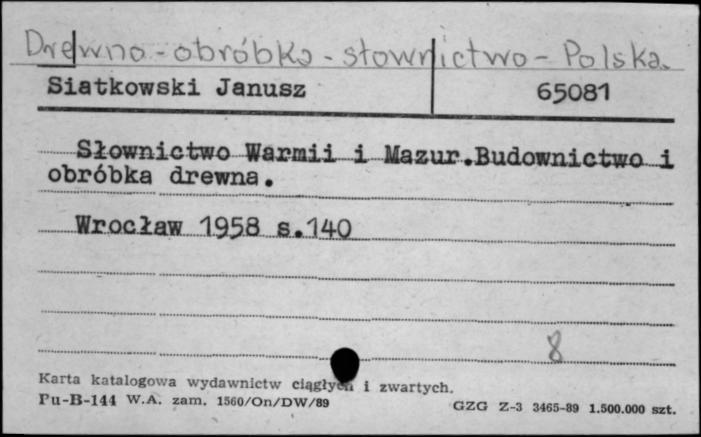 Drewno - obróbka - słownictwo - Polska.
Siatkowski Janusz 65081
Słownictwo Warmii i Mazur.Budownictwo i
obróbka drewna.
Wrocław 1958 s.140
8
Karta katalogowa wydawnictw ciągłych i zwartych.
Pu-B-144 W.A. zam. 1560/On/DW/89 GZG Z-3 3465-89 1.500.000 szt.